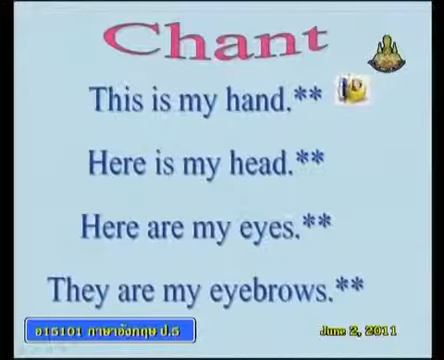 Chant
This is my hand.**
Here is my head.**
Here are my eyes.**
They are my eyebrows.**
อ15101 ภาษาอังกฤษ ป.5
June 2, 2011